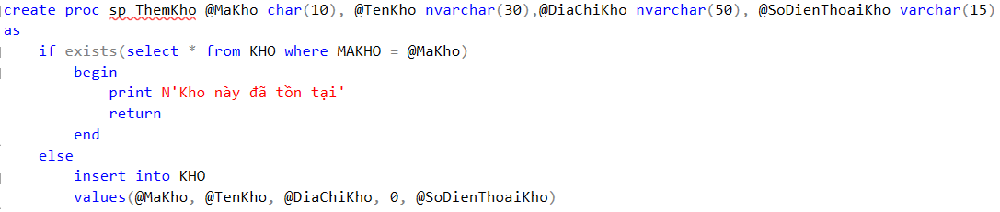 create proc sp_ThemKho @MaKho char(10), @TenKho nvarchar(30),@DiaChiKho nvarchar(50), @SoDienThoaiKho varchar(15)
as
if exists(select * from KHO where MAKHO = @MaKho)
begin
print N'Kho này đã tồn tại'
return
end
else
insert into KHO
values(@MaKho, @TenKho, @DiaChiKho, 0, @SoDienThoaiKho)